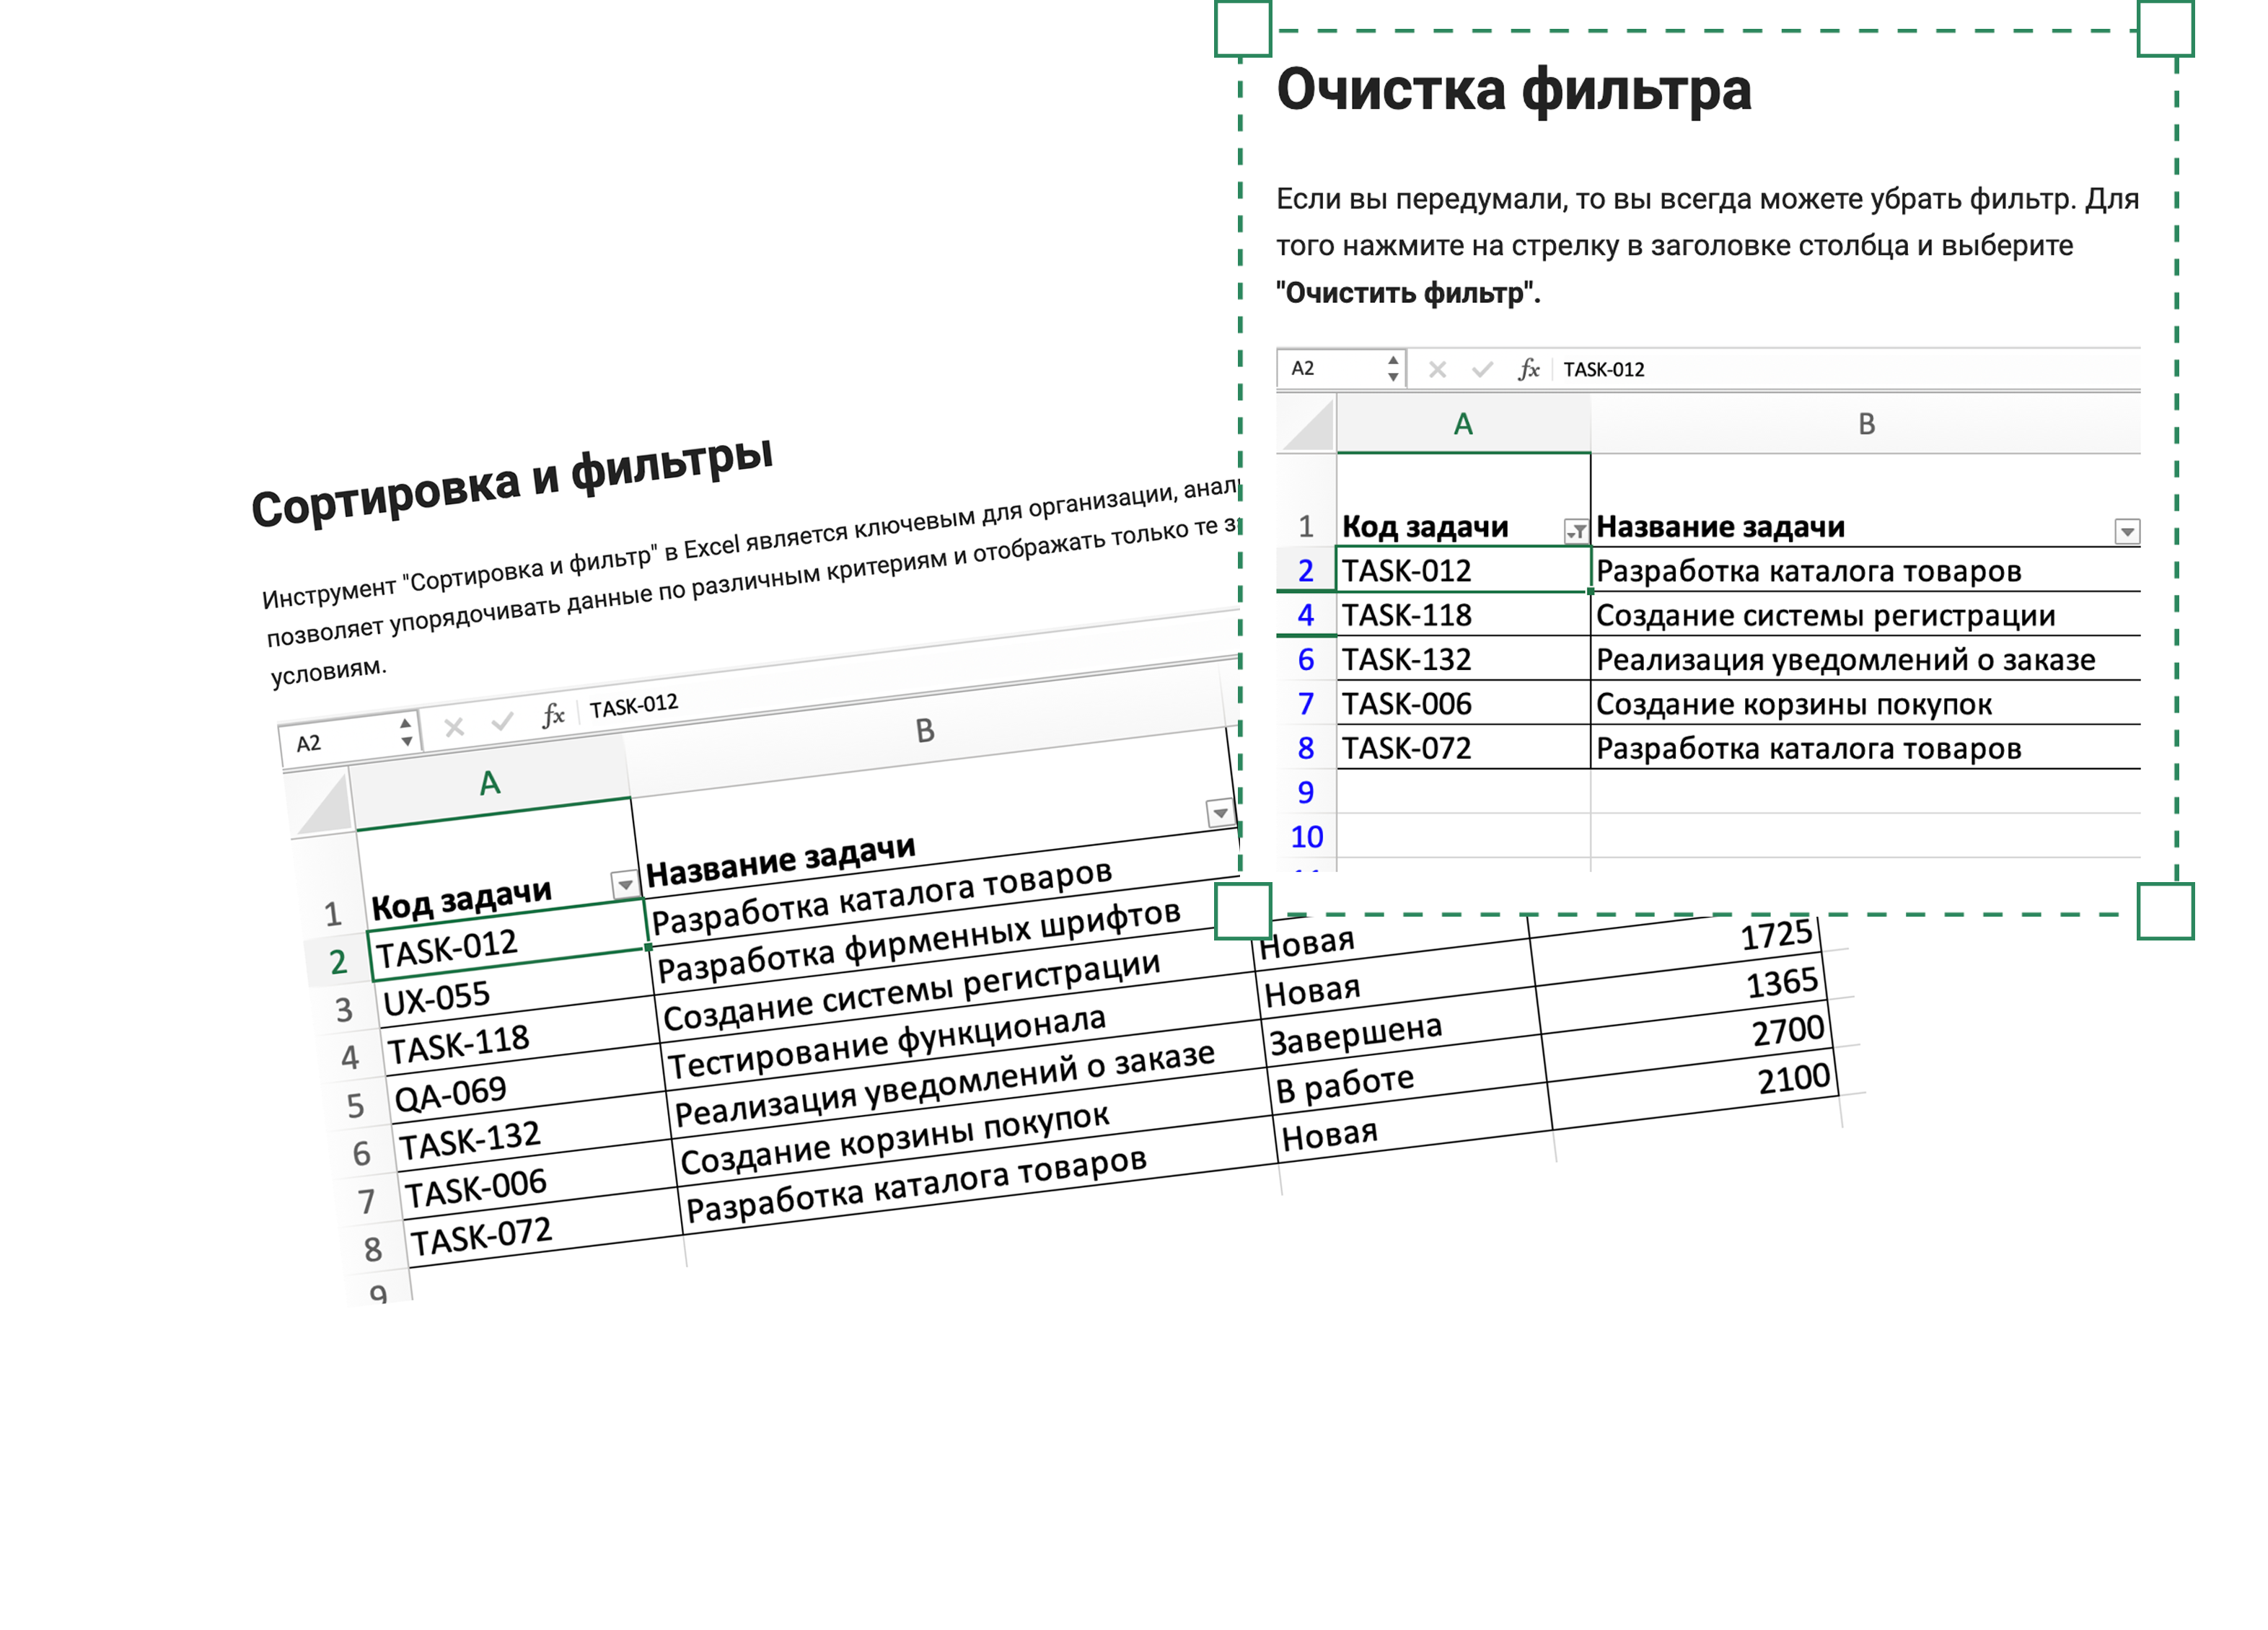 Сортировка и фильтры
Инструмент "Сортировка и фильтр" в Excel является ключевым для организации,
позволяет упорядочивать данные по различным критериям и отображать только те
условиям.
A2 fx TASK-012
A B
1 Код задачи Название задачи
2 TASK-012 Разработка каталога товаров
3 UX-055 Разработка фирменных шрифтов Новая 1725
4 TASK-118 Создание системы регистрации Новая 1365
5 QA-069 Тестирование функционала Завершена 2700
6 TASK-132 Реализация уведомлений о заказе В работе 2100
7 TASK-006 Создание корзины покупок Новая
8 TASK-072 Разработка каталога товаров
9
Очистка фильтра
Если вы передумали, то вы всегда можете убрать фильтр. Для
того нажмите на стрелку в заголовке столбца и выберите
"Очистить фильтр".
A2 fx TASK-012
A B
1 Код задачи Название задачи
2 TASK-012 Разработка каталога товаров
4 TASK-118 Создание системы регистрации
6 TASK-132 Реализация уведомлений о заказе
7 TASK-006 Создание корзины покупок
8 TASK-072 Разработка каталога товаров
9
10